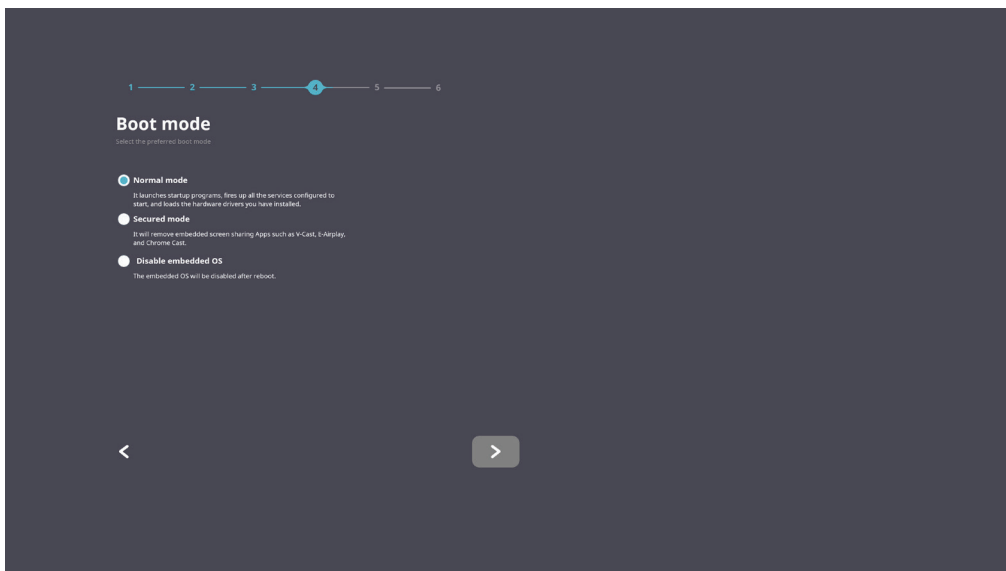 1 2 3 4 5 6
Boot mode
Select the preferred boot mode
Normal mode
It launches startup programs, fires up all the services configured to
start, and loads the hardware drivers you have installed.
Secured mode
It will remove embedded screen sharing Apps such as V-Cast, E-Airplay,
and Chrome Cast.
Disable embedded OS
The embedded OS will be disabled after reboot.